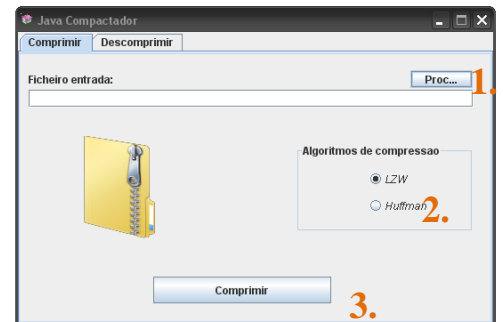 Java Compactador
Comprimir Descomprimir
Ficheiro entrada:
Proc... 1.
Algoritmos de compressao
LZW
Huffman 2.
Comprimir 3.